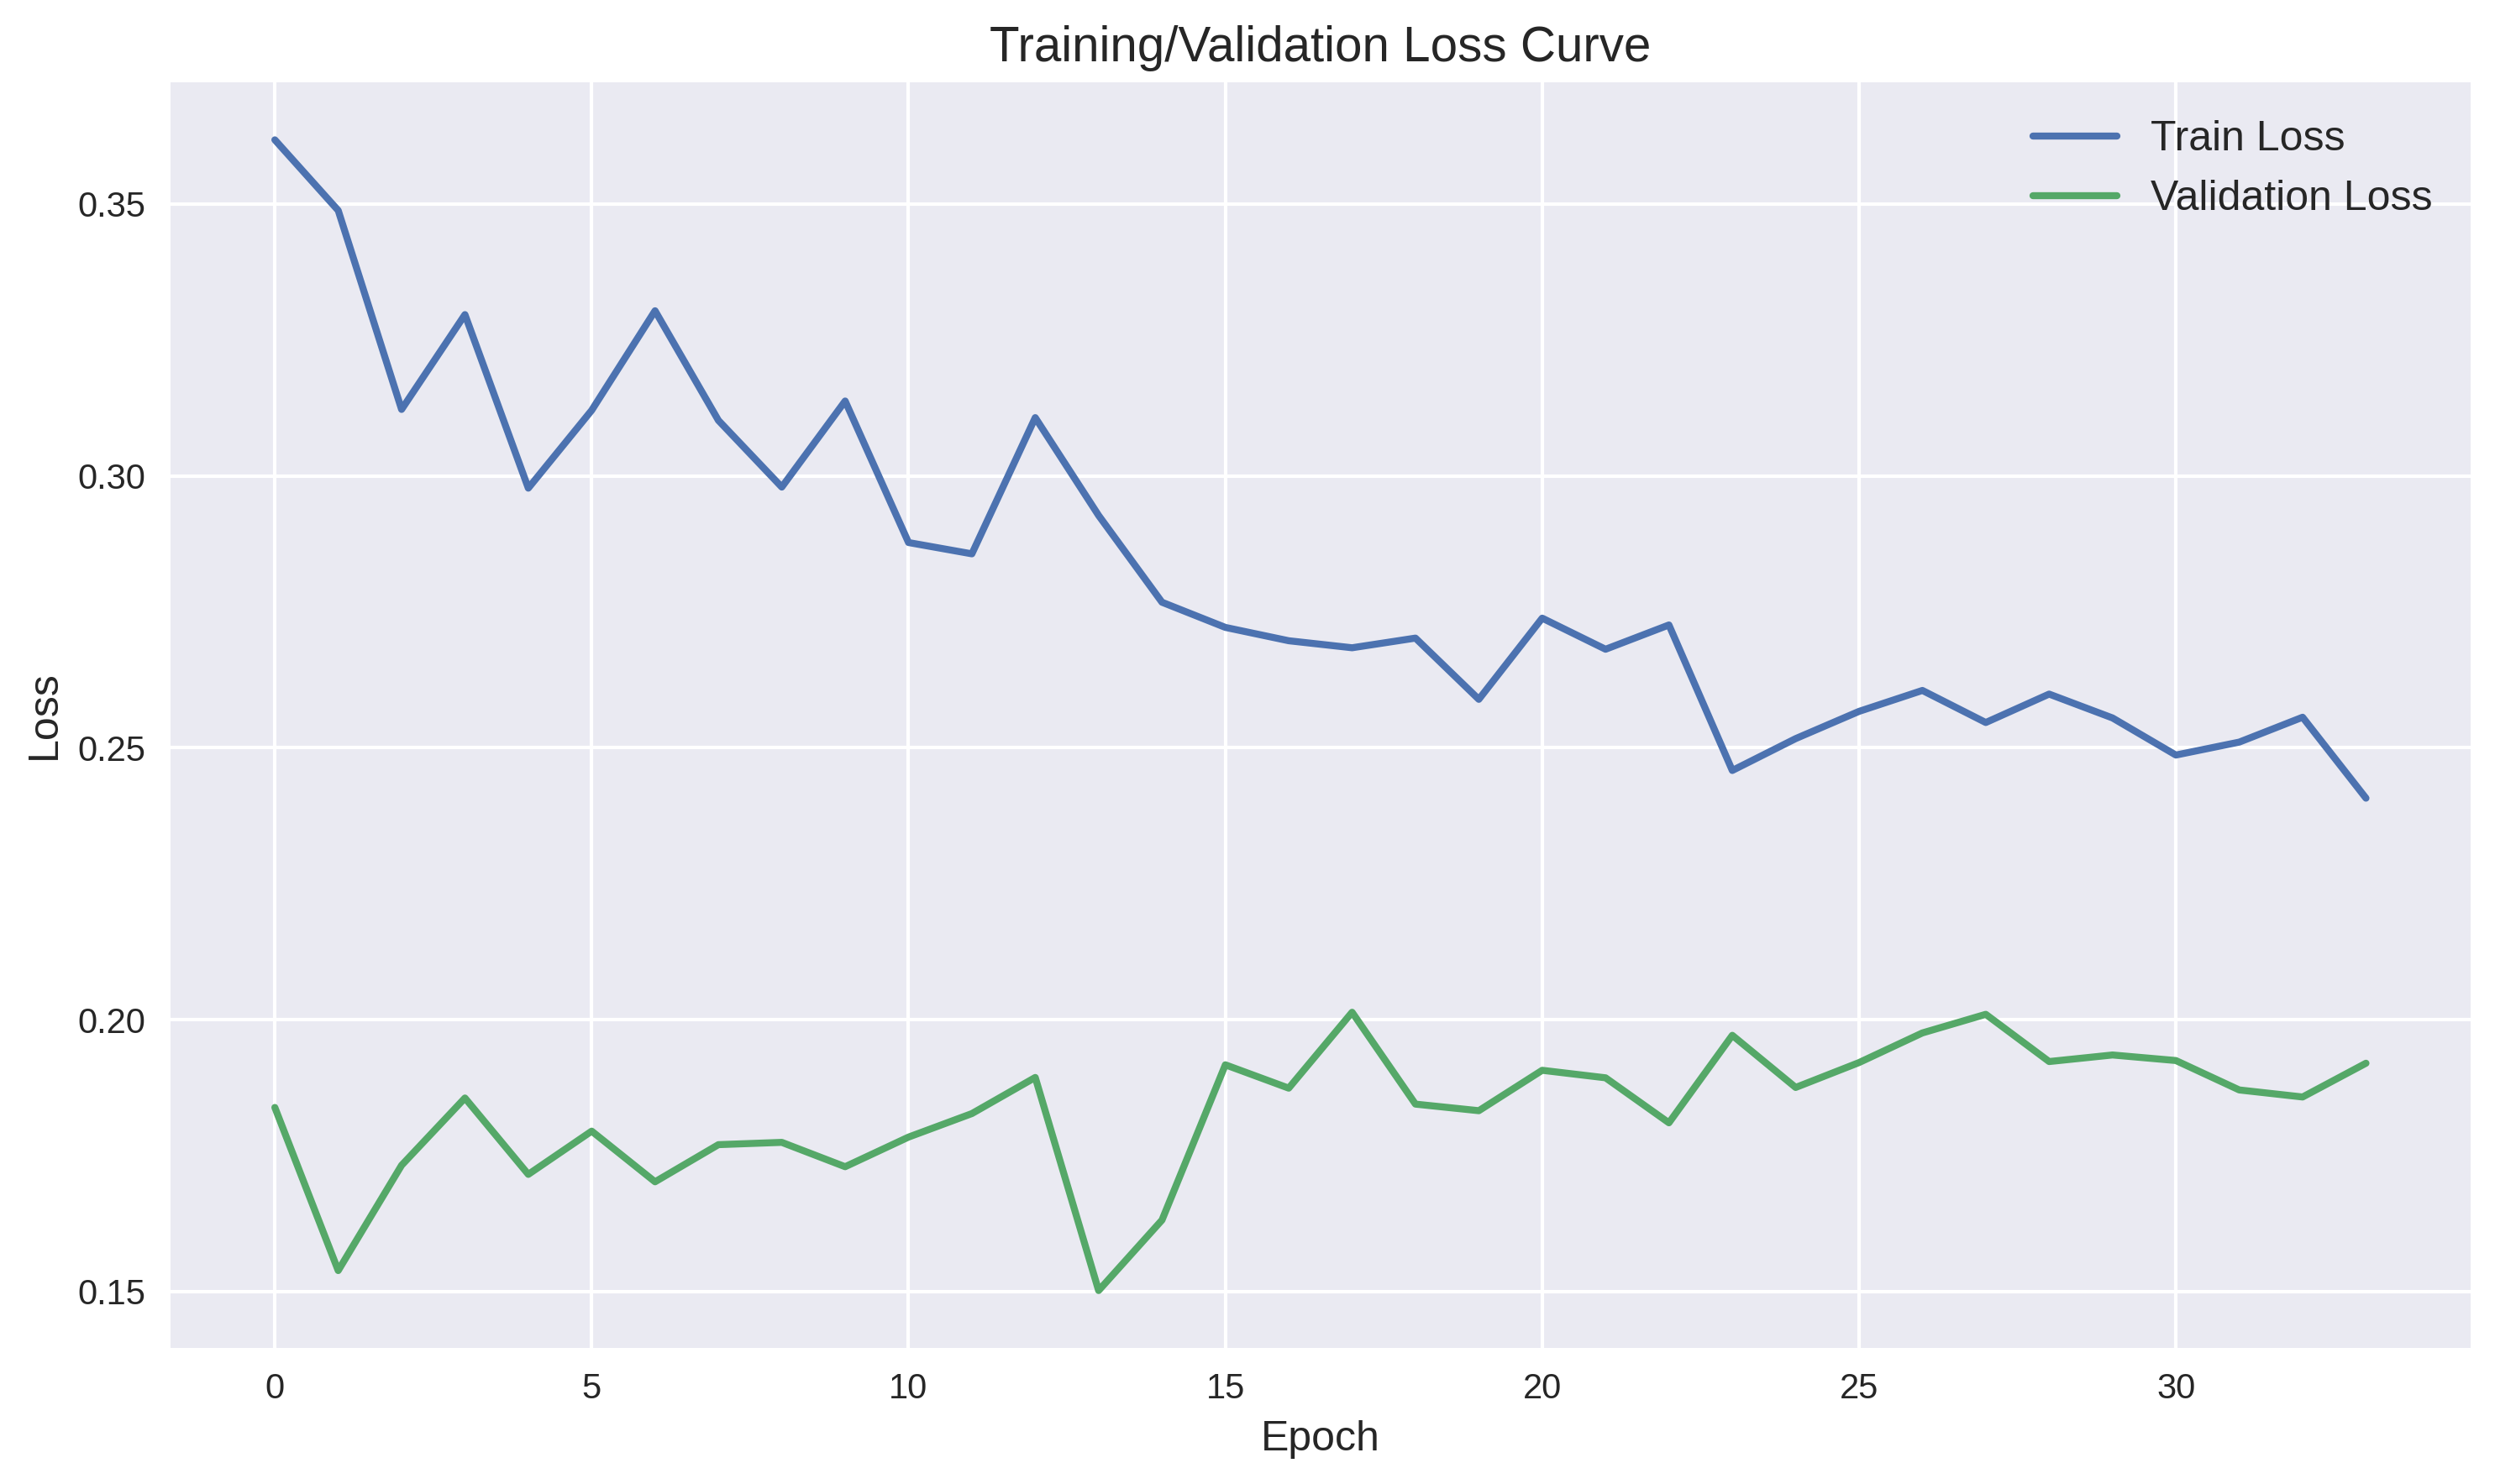 Training/Validation Loss Curve
Train Loss
Validation Loss
0.35
0.30
0.25
0.20
0.15
Loss
0 5 10 15 20 25 30
Epoch